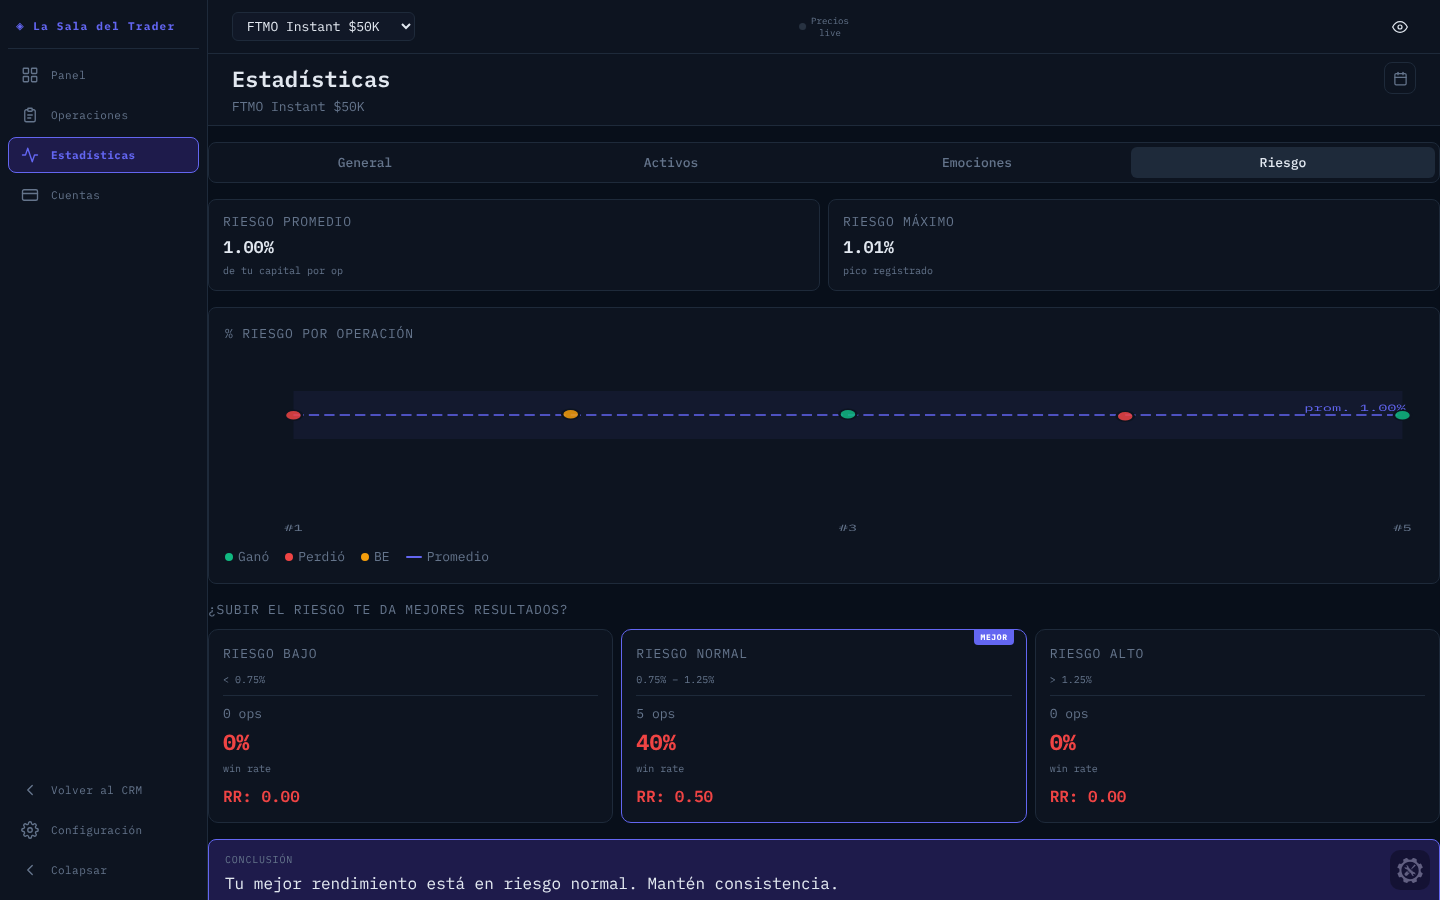 ◈ La Sala del Trader
FTMO Instant $50K
Precios
live
Panel
Operaciones
Estadísticas
Cuentas
Volver al CRM
Configuración
Colapsar
Estadísticas
FTMO Instant $50K
General
Activos
Emociones
Riesgo
RIESGO PROMEDIO
1.00%
de tu capital por op
RIESGO MÁXIMO
1.01%
pico registrado
% RIESGO POR OPERACIÓN
prom. 1.00%
#1
#3
#5
Ganó
Perdió
BE
Promedio
¿SUBIR EL RIESGO TE DA MEJORES RESULTADOS?
RIESGO BAJO
< 0.75%
0 ops
0%
win rate
RR: 0.00
MEJOR
RIESGO NORMAL
0.75% – 1.25%
5 ops
40%
win rate
RR: 0.50
RIESGO ALTO
> 1.25%
0 ops
0%
win rate
RR: 0.00
CONCLUSIÓN
Tu mejor rendimiento está en riesgo normal. Mantén consistencia.